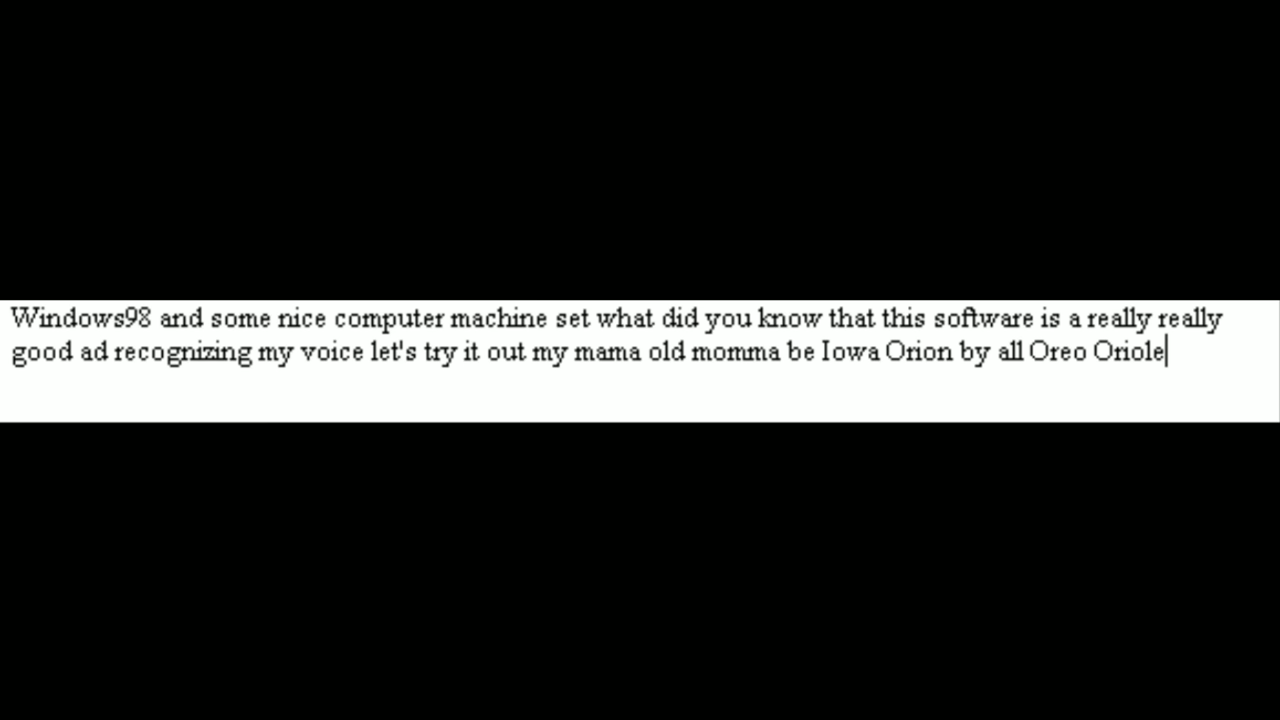 Windows98 and some nice computer machine set what did you know that this software is a really really
good ad recognizing my voice let's try it out my mama old momma be Iowa Orion by all Oreo Oriole